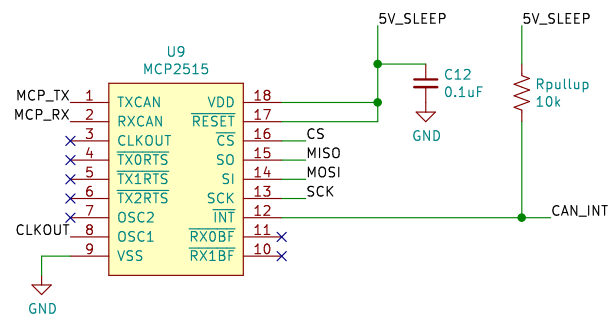 5V_SLEEP
5V_SLEEP
U9
MCP2515
C12
0.1uF
GND
Rpullup
10k
MCP_TX 1 TXCAN VDD 18
MCP_RX 2 RXCAN RESET 17
3 CLKOUT CS 16 CS
4 TX0RTS SO 15 MISO
5 TX1RTS SI 14 MOSI
6 TX2RTS SCK 13 SCK
7 OSC2 INT 12 CAN_INT
CLKOUT 8 OSC1 RX0BF 11
9 VSS RX1BF 10
GND